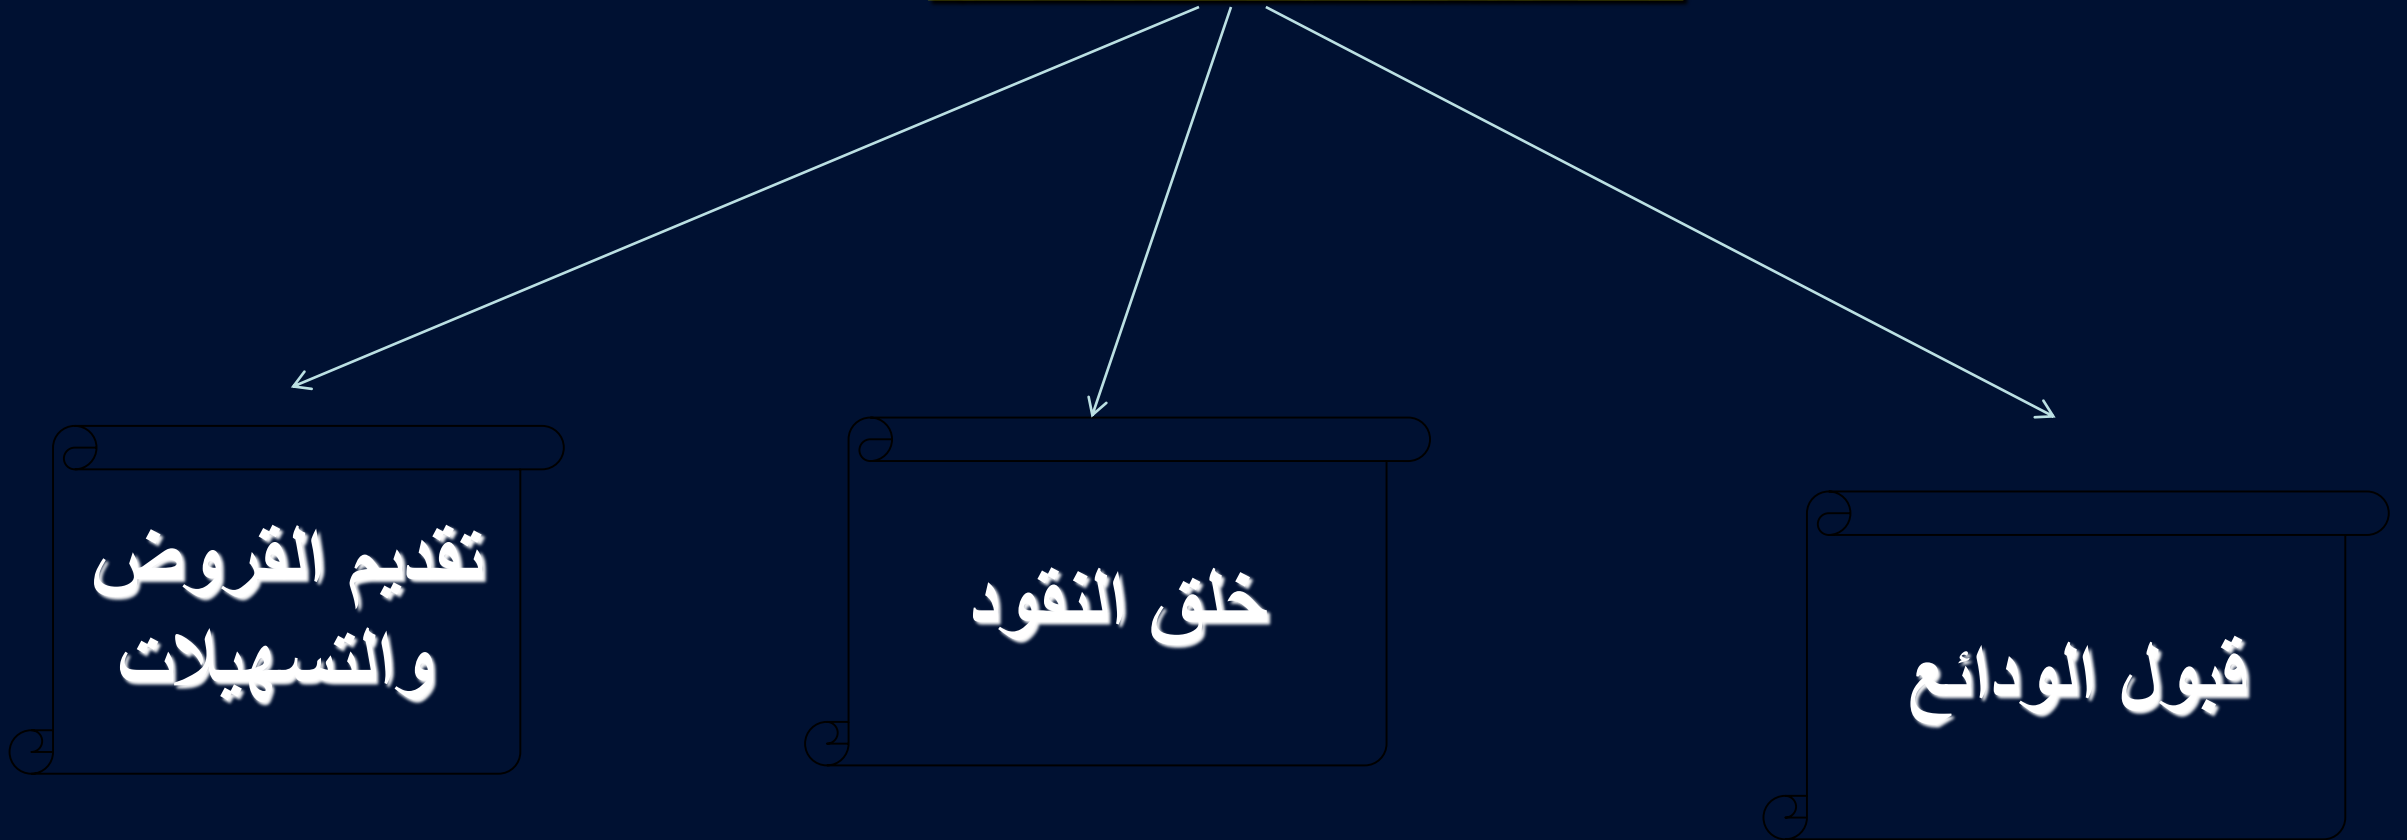 قبول الودائع
خلق النقود
تقديم القروض
والتسهيلات